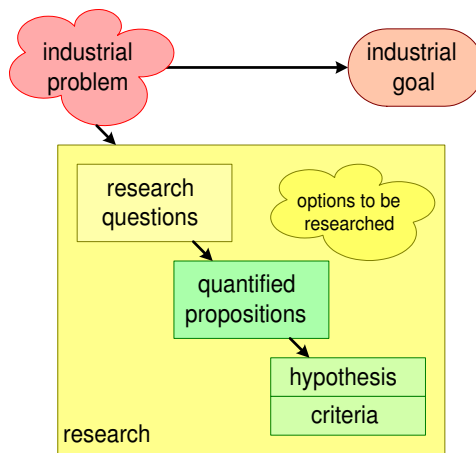 industrial
problem
industrial
goal
research
questions
options to be
researched
quantified
propositions
hypothesis
criteria
research